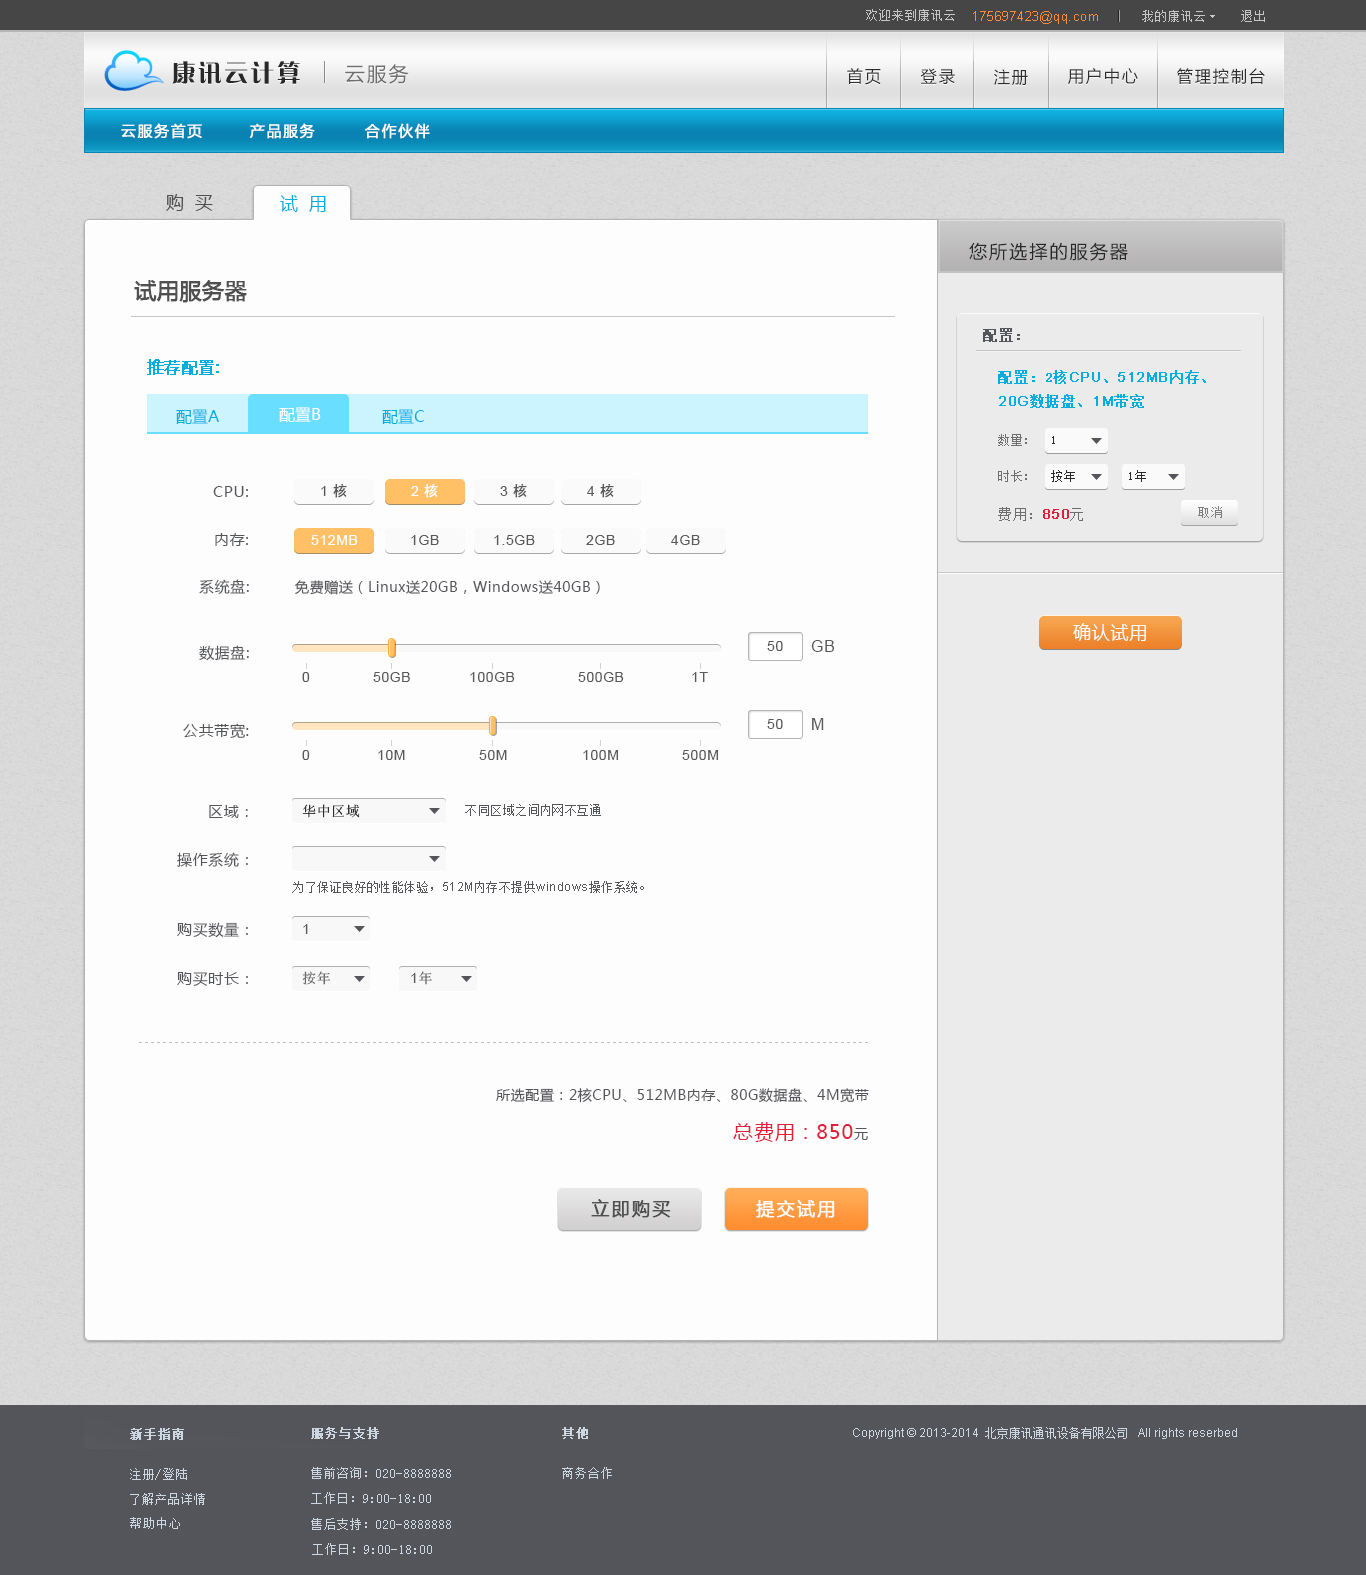 欢迎来到康讯云 175697423@qq.com | 我的康讯云 退出
康讯云计算 | 云服务 首页 登录 注册 用户中心 管理控制台
云服务首页 产品服务 合作伙伴
购 买 试 用
您所选择的服务器
试用服务器
配置：
推荐配置:
配置：2核CPU、512MB内存、
20G数据盘、1M带宽
配置A 配置B 配置C
数量： 1
时长： 按年 1年
费用：850元 取消
CPU: 1 核 2 核 3 核 4 核
内存: 512MB 1GB 1.5GB 2GB 4GB
系统盘: 免费赠送（Linux送20GB，Windows送40GB）
确认试用
数据盘: 50 GB
0 50GB 100GB 500GB 1T
公共带宽: 50 M
0 10M 50M 100M 500M
区域： 华中区域 不同区域之间内网不互通
操作系统：
为了保证良好的性能体验，512M内存不提供windows操作系统。
购买数量： 1
购买时长： 按年 1年
所选配置：2核CPU、512MB内存、80G数据盘、4M宽带
总费用：850元
立即购买 提交试用
新手指南 服务与支持 其他 Copyright © 2013-2014 北京康讯通讯设备有限公司 All rights reserbed
注册/登陆 售前咨询：020-8888888 商务合作
了解产品详情 工作日：9:00-18:00
帮助中心 售后支持：020-8888888
工作日：9:00-18:00